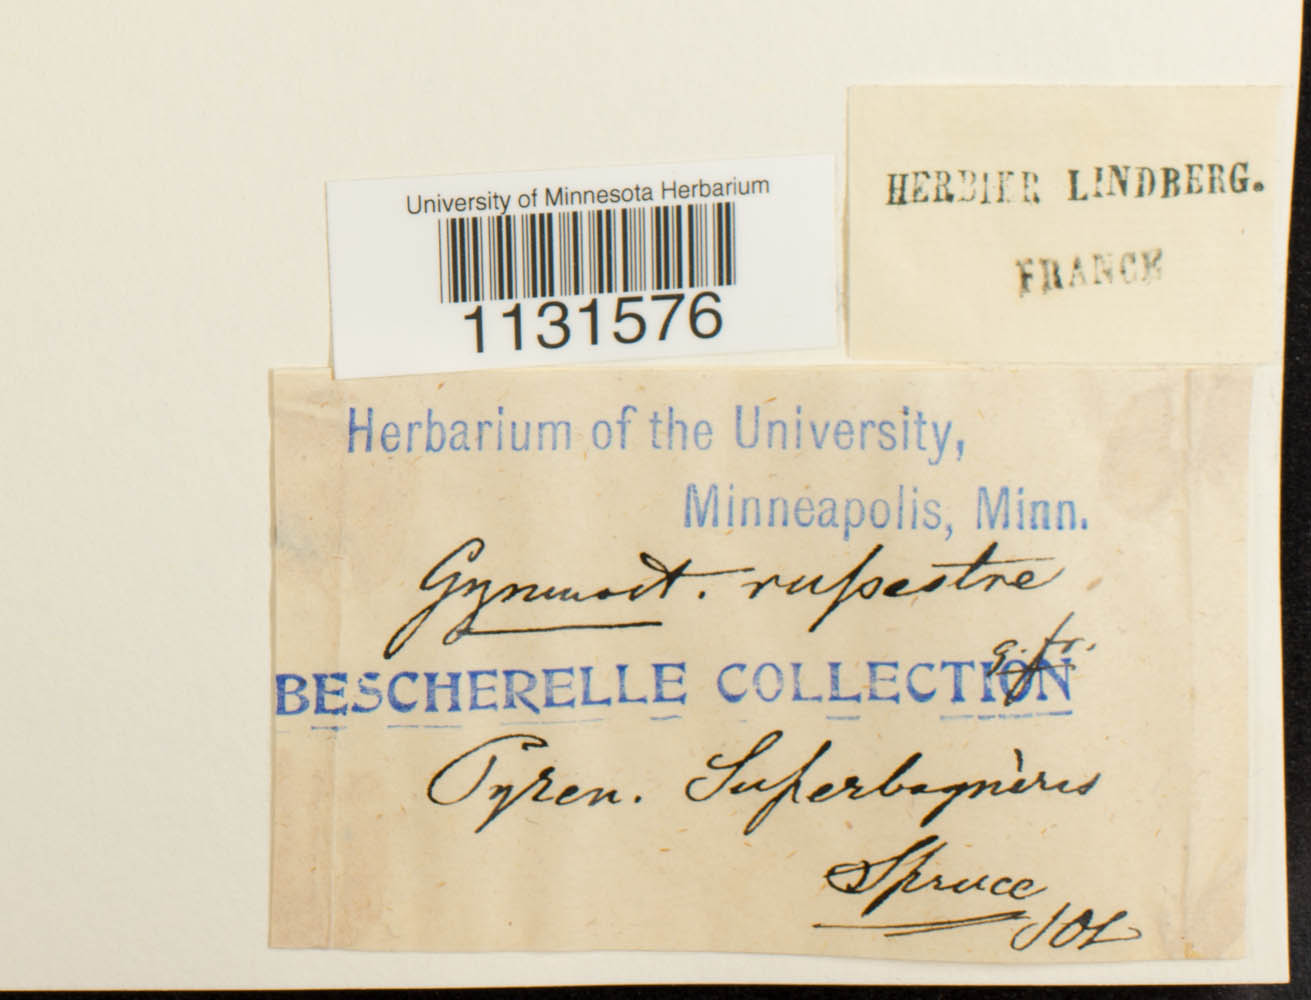 HERBIER LINDBERG.
FRANCE
University of Minnesota Herbarium
1131576
Herbarium of the University,
Minneapolis, Minn.
Gymnost. rupestre
BESCHERELLE COLLECTION
Pyren. Superbagnères
Spruce